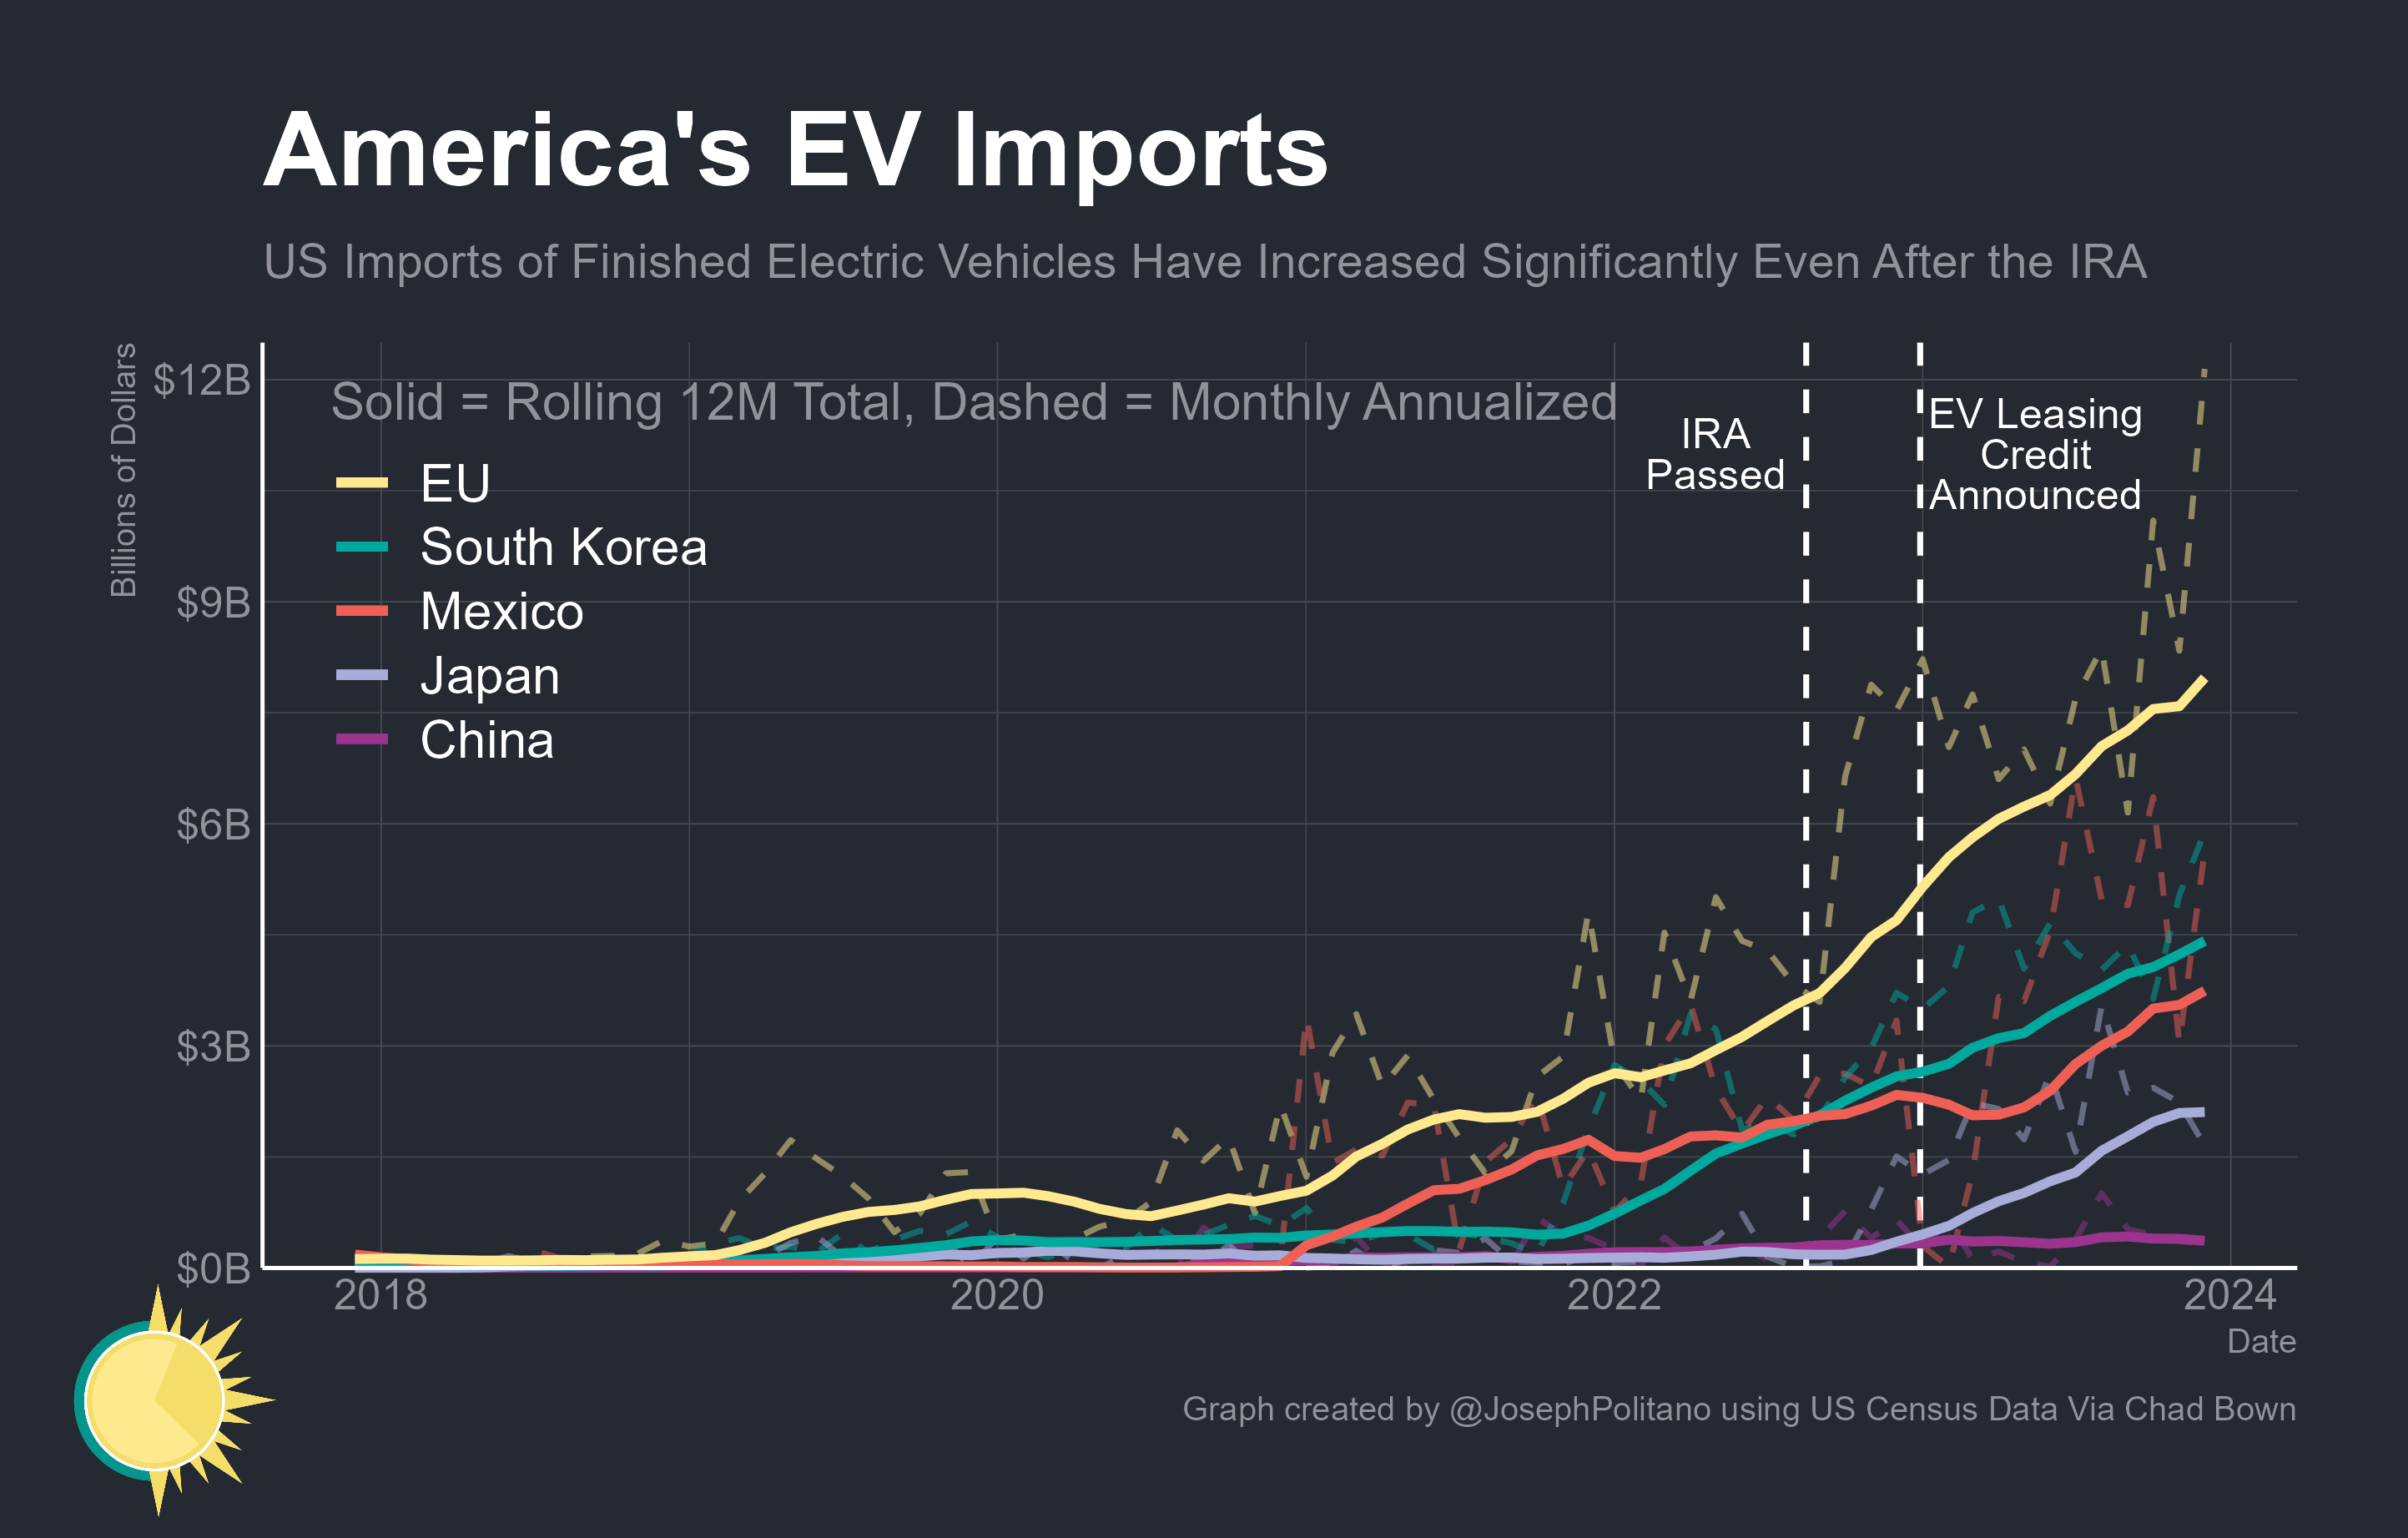 America's EV Imports
US Imports of Finished Electric Vehicles Have Increased Significantly Even After the IRA
Billions of Dollars
$12B
$9B
$6B
$3B
$0B
Solid = Rolling 12M Total, Dashed = Monthly Annualized
EU
South Korea
Mexico
Japan
China
IRA
Passed
EV Leasing
Credit
Announced
2018
2020
2022
2024
Date
Graph created by @JosephPolitano using US Census Data Via Chad Bown